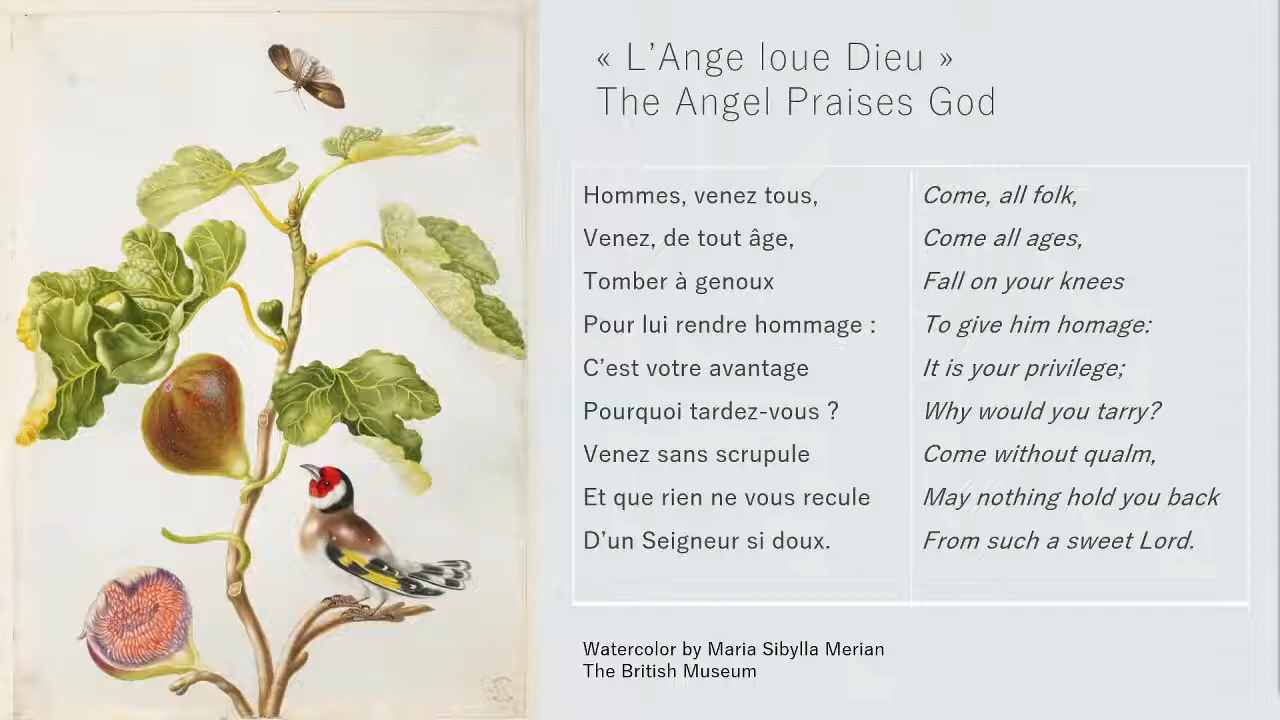 « L’Ange loue Dieu »
The Angel Praises God
Hommes, venez tous,
Venez, de tout âge,
Tomber à genoux
Pour lui rendre hommage :
C’est votre avantage
Pourquoi tardez-vous ?
Venez sans scrupule
Et que rien ne vous recule
D’un Seigneur si doux.
Come, all folk,
Come all ages,
Fall on your knees
To give him homage:
It is your privilege;
Why would you tarry?
Come without qualm,
May nothing hold you back
From such a sweet Lord.
Watercolor by Maria Sibylla Merian
The British Museum